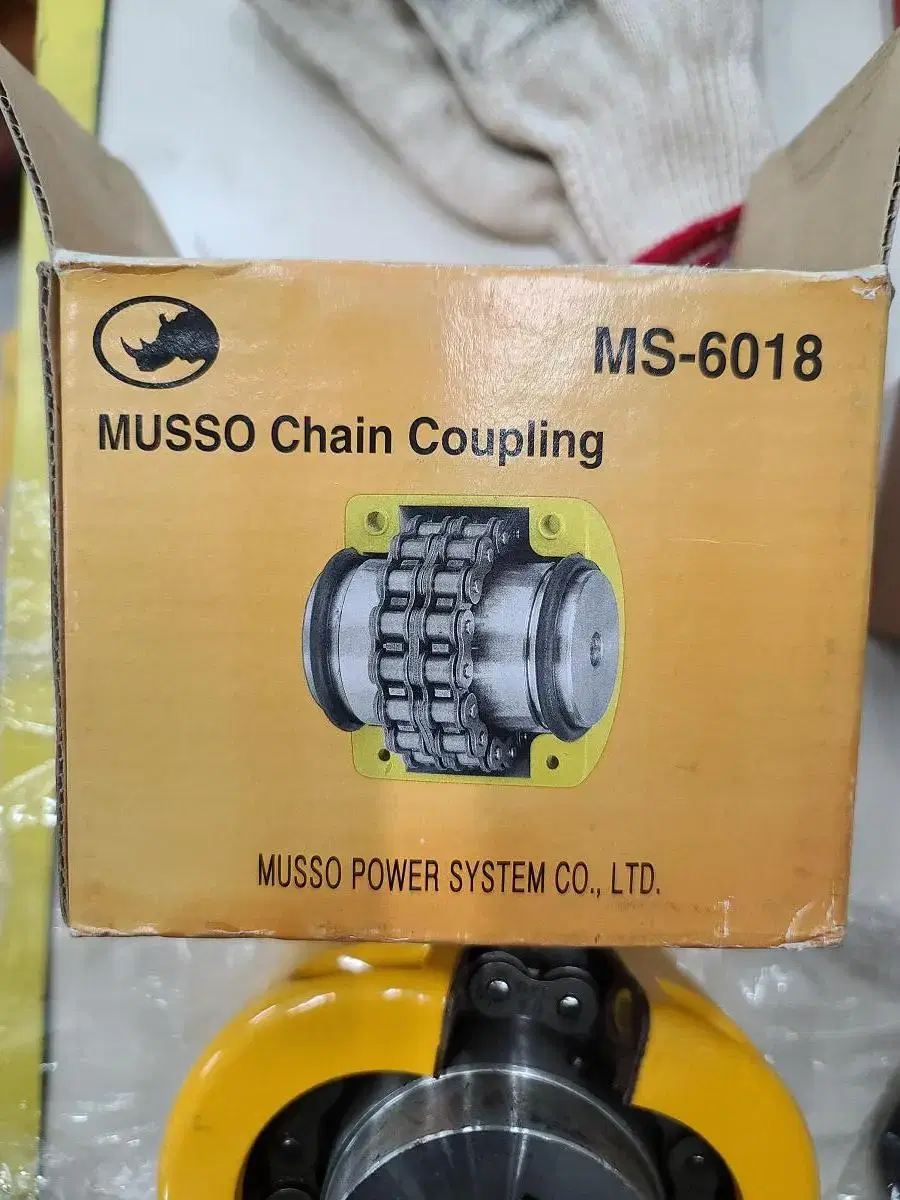 MS-6018
MUSSO Chain Coupling
MUSSO POWER SYSTEM CO., LTD.